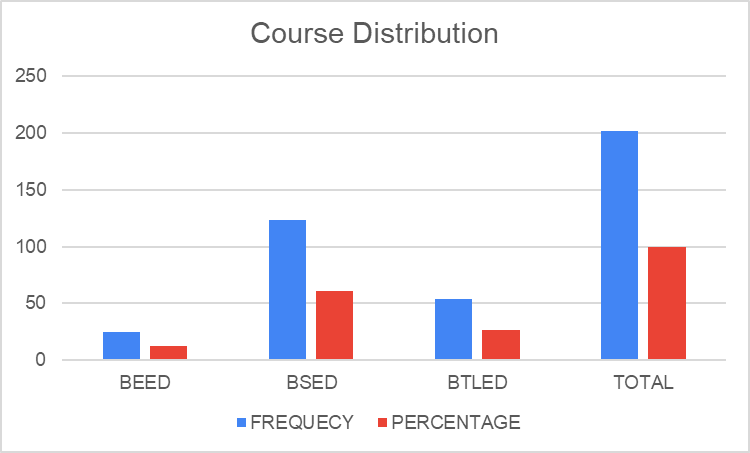 Course Distribution
250
200
150
100
50
0
BEED BSED BTLED TOTAL
FREQUECY PERCENTAGE